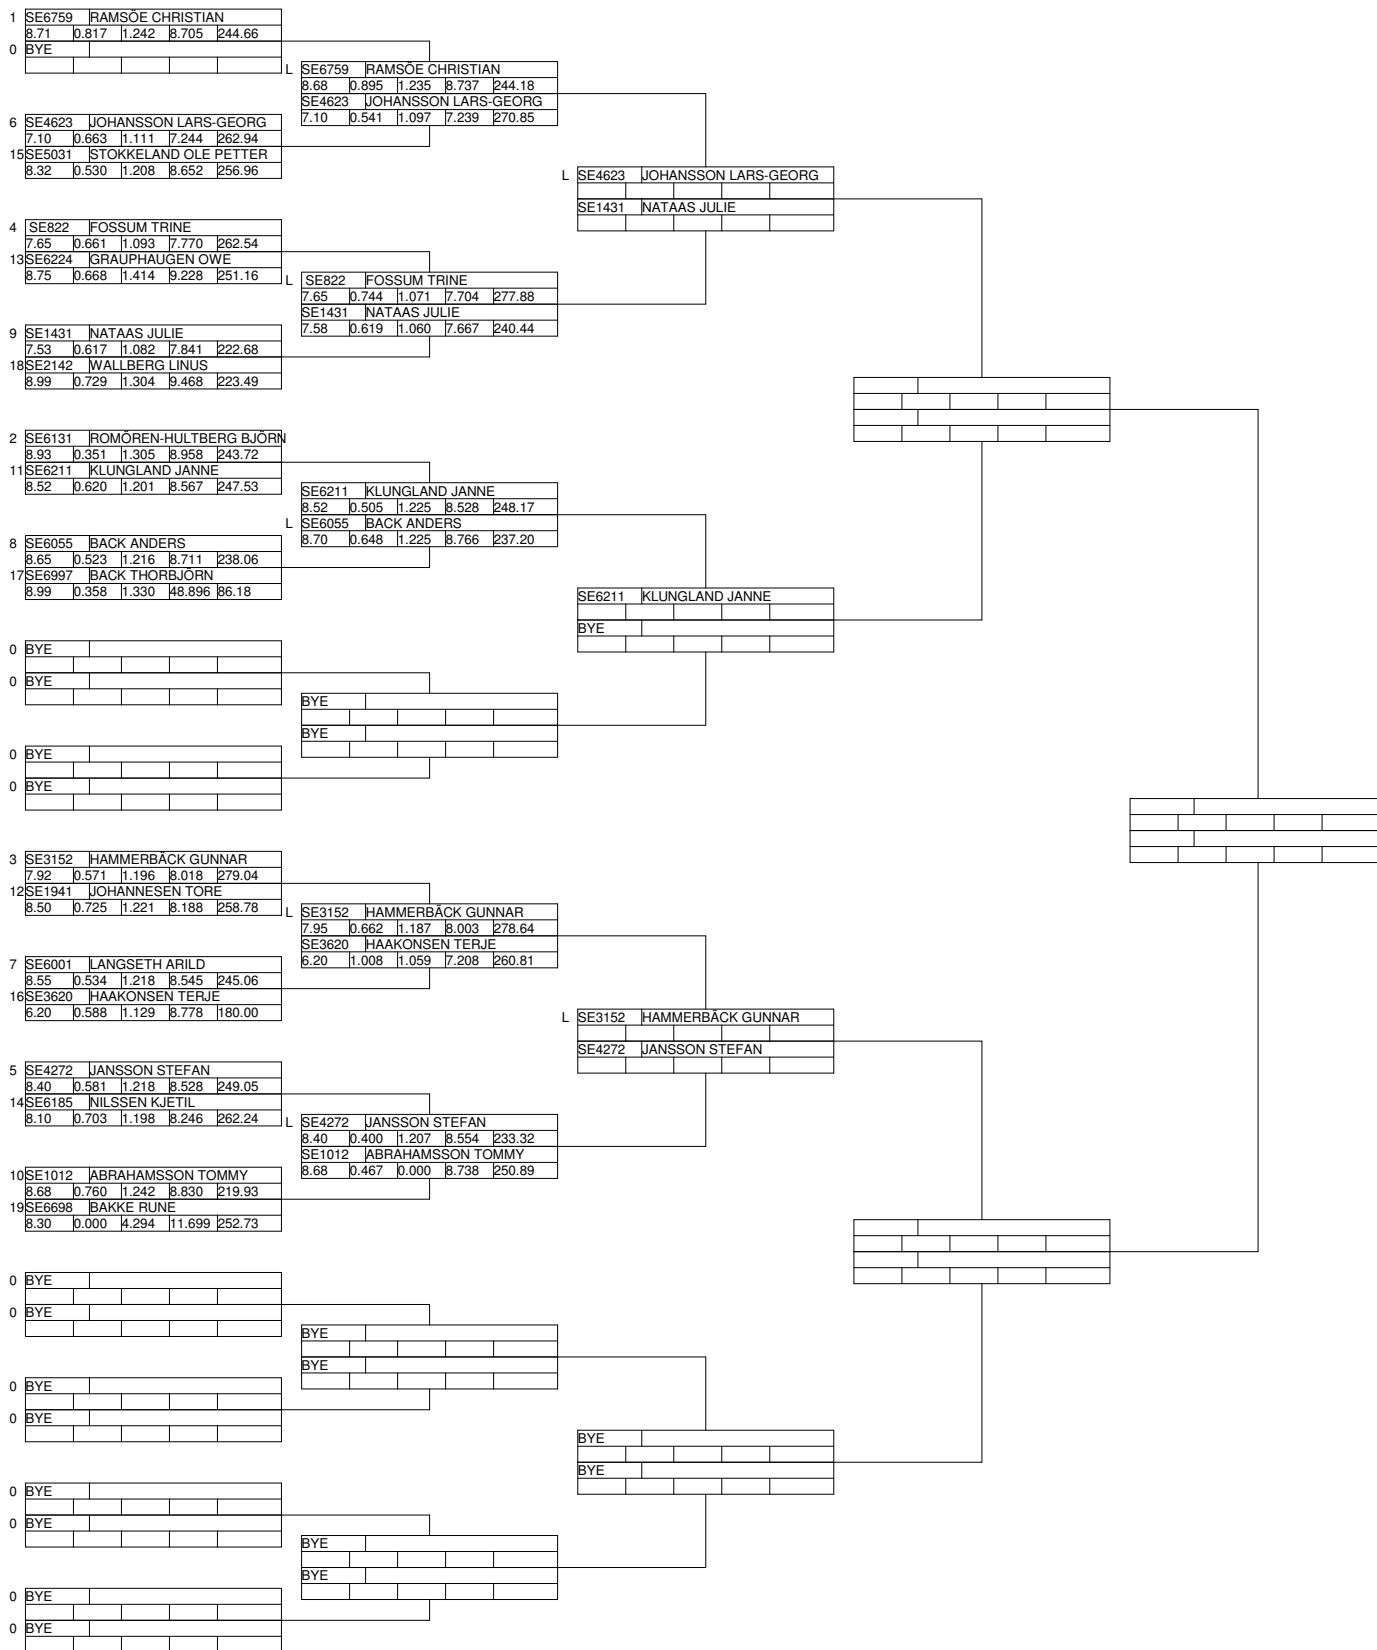 1 SE6759 RAMSÖE CHRISTIAN
8.71 0.817 1.242 8.705 244.66
0 BYE
6 SE4623 JOHANSSON LARS-GEORG
7.10 0.663 1.111 7.244 262.94
15 SE5031 STOKKELAND OLE PETTER
8.32 0.530 1.208 8.652 256.96
4 SE822 FOSSUM TRINE
7.65 0.661 1.093 7.770 262.54
13 SE6224 GRAUPHAUGEN OWE
8.75 0.668 1.414 9.228 251.16
9 SE1431 NATAAS JULIE
7.53 0.617 1.082 7.841 222.68
18 SE2142 WALLBERG LINUS
8.99 0.729 1.304 9.468 223.49
2 SE6131 ROMÖREN-HULTBERG BJÖRN
8.93 0.351 1.305 8.958 243.72
11 SE6211 KLUNGLAND JANNE
8.52 0.620 1.201 8.567 247.53
8 SE6055 BACK ANDERS
8.65 0.523 1.216 8.711 238.06
17 SE6997 BACK THORBJÖRN
8.99 0.358 1.330 48.896 86.18
0 BYE
0 BYE
0 BYE
0 BYE
3 SE3152 HAMMERBÄCK GUNNAR
7.92 0.571 1.196 8.018 279.04
12 SE1941 JOHANNESEN TORE
8.50 0.725 1.221 8.188 258.78
7 SE6001 LANGSETH ARILD
8.55 0.534 1.218 8.545 245.06
16 SE3620 HAAKONSEN TERJE
6.20 0.588 1.129 8.778 180.00
5 SE4272 JANSSON STEFAN
8.40 0.581 1.218 8.528 249.05
14 SE6185 NILSSEN KJETIL
8.10 0.703 1.198 8.246 262.24
10 SE1012 ABRAHAMSSON TOMMY
8.68 0.760 1.242 8.830 219.93
19 SE6698 BAKKE RUNE
8.30 0.000 4.294 11.699 252.73
0 BYE
0 BYE
0 BYE
0 BYE
0 BYE
0 BYE
0 BYE
0 BYE
L SE6759 RAMSÖE CHRISTIAN
8.68 0.895 1.235 8.737 244.18
SE4623 JOHANSSON LARS-GEORG
7.10 0.541 1.097 7.239 270.85
L SE822 FOSSUM TRINE
7.65 0.744 1.071 7.704 277.88
SE1431 NATAAS JULIE
7.58 0.619 1.060 7.667 240.44
SE6211 KLUNGLAND JANNE
8.52 0.505 1.225 8.528 248.17
L SE6055 BACK ANDERS
8.70 0.648 1.225 8.766 237.20
BYE
BYE
L SE3152 HAMMERBÄCK GUNNAR
7.95 0.662 1.187 8.003 278.64
SE3620 HAAKONSEN TERJE
6.20 1.008 1.059 7.208 260.81
L SE4272 JANSSON STEFAN
8.40 0.400 1.207 8.554 233.32
SE1012 ABRAHAMSSON TOMMY
8.68 0.467 0.000 8.738 250.89
BYE
BYE
BYE
BYE
L SE4623 JOHANSSON LARS-GEORG
SE1431 NATAAS JULIE
SE6211 KLUNGLAND JANNE
BYE
L SE3152 HAMMERBÄCK GUNNAR
SE4272 JANSSON STEFAN
BYE
BYE